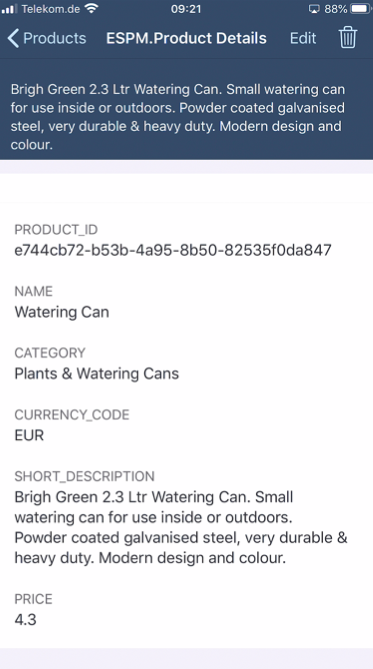 Telekom.de 09:21 88%
Products ESPM.Product Details Edit
Brigh Green 2.3 Ltr Watering Can. Small watering can
for use inside or outdoors. Powder coated galvanised
steel, very durable & heavy duty. Modern design and
colour.
PRODUCT_ID
e744cb72-b53b-4a95-8b50-82535f0da847
NAME
Watering Can
CATEGORY
Plants & Watering Cans
CURRENCY_CODE
EUR
SHORT_DESCRIPTION
Brigh Green 2.3 Ltr Watering Can. Small
watering can for use inside or outdoors.
Powder coated galvanised steel, very durable &
heavy duty. Modern design and colour.
PRICE
4.3